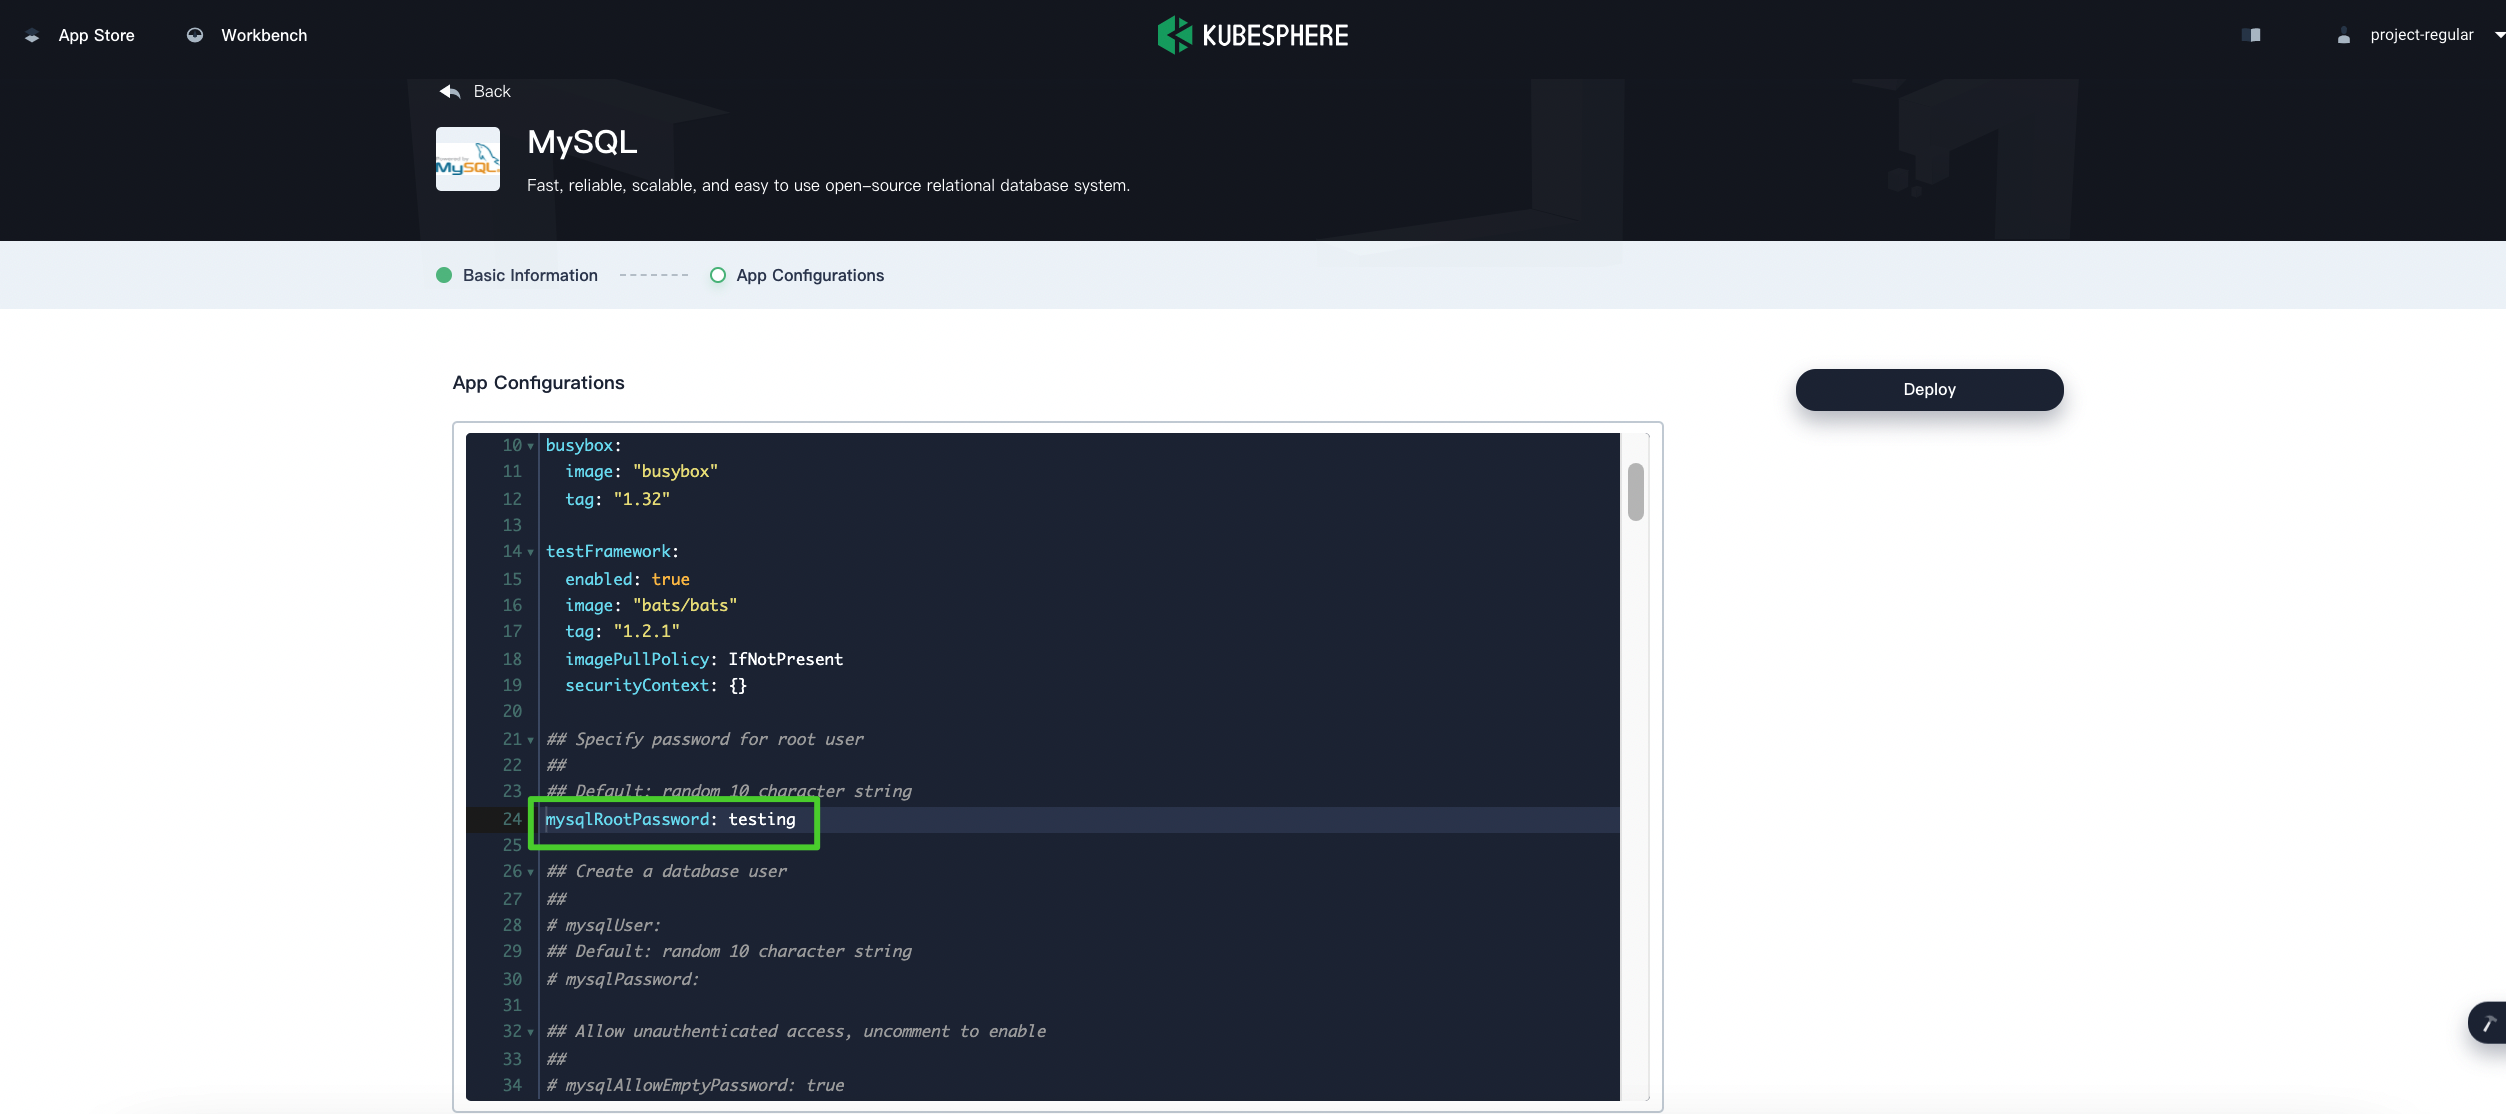 App Store
Workbench
KUBESPHERE
project-regular
Back
Powered by
MySQL
MySQL
Fast, reliable, scalable, and easy to use open-source relational database system.
Basic Information
App Configurations
App Configurations
Deploy
10 busybox:
11   image: "busybox"
12   tag: "1.32"
13
14 testFramework:
15   enabled: true
16   image: "bats/bats"
17   tag: "1.2.1"
18   imagePullPolicy: IfNotPresent
19   securityContext: {}
20
21 ## Specify password for root user
22 ##
23 ## Default: random 10 character string
24 mysqlRootPassword: testing
25
26 ## Create a database user
27 ##
28 # mysqlUser:
29 ## Default: random 10 character string
30 # mysqlPassword:
31
32 ## Allow unauthenticated access, uncomment to enable
33 ##
34 # mysqlAllowEmptyPassword: true